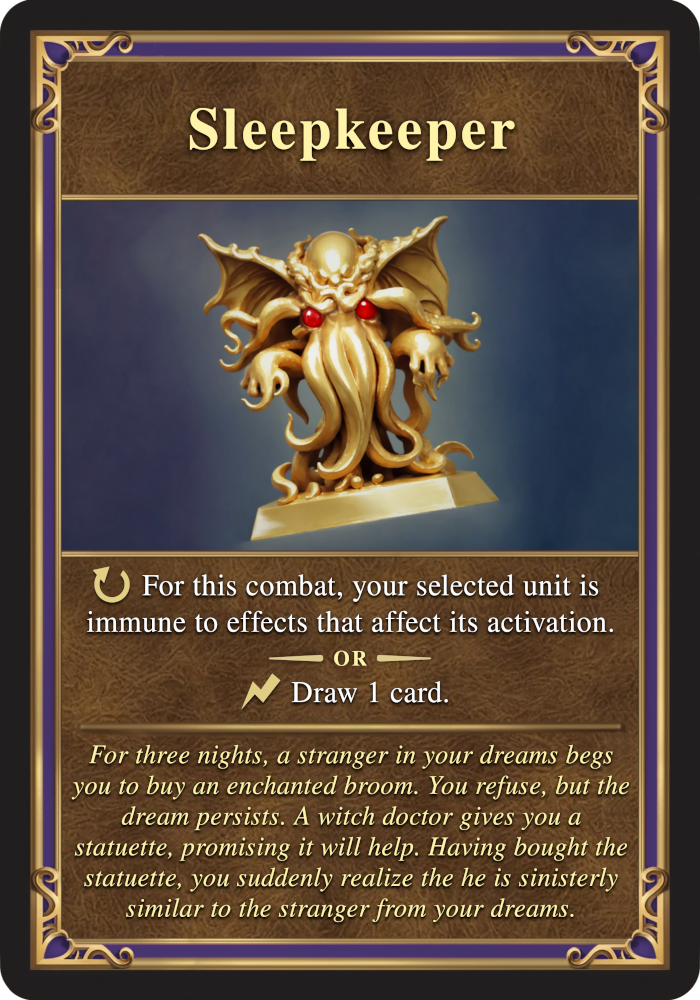 Sleepkeeper
For this combat, your selected unit is
immune to effects that affect its activation.
OR
Draw 1 card.
For three nights, a stranger in your dreams begs
you to buy an enchanted broom. You refuse, but the
dream persists. A witch doctor gives you a
statuette, promising it will help. Having bought the
statuette, you suddenly realize the he is sinisterly
similar to the stranger from your dreams.